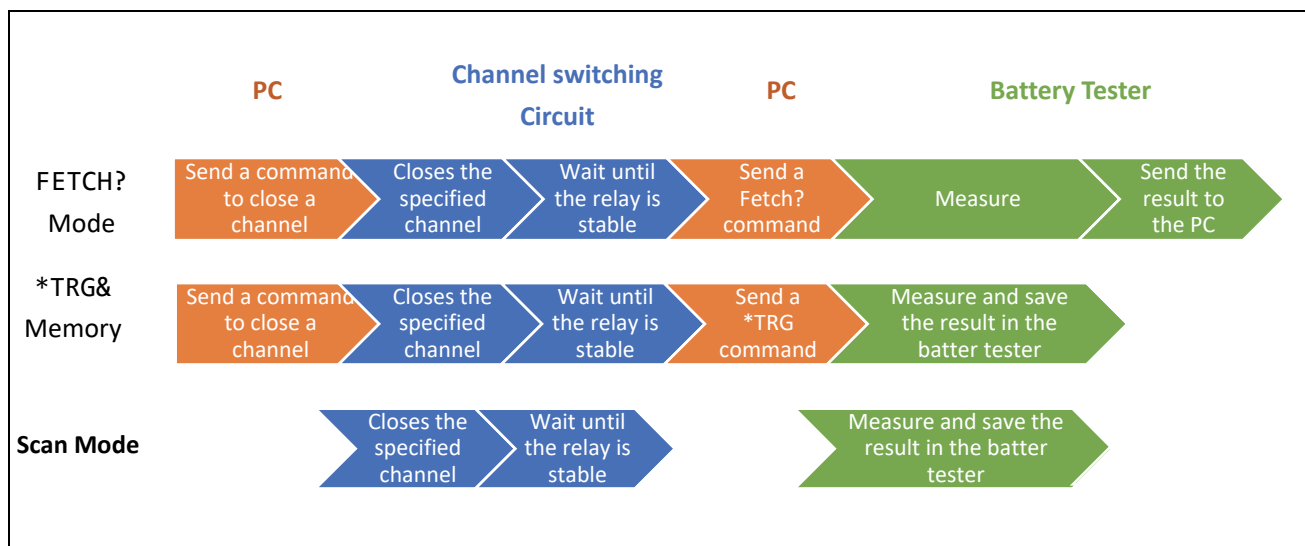 PC
Channel switching
Circuit
PC
Battery Tester
FETCH?
Mode
Send a command
to close a
channel
Closes the
specified
channel
Wait until
the relay is
stable
Send a
Fetch?
command
Measure
Send the
result to
the PC
*TRG&
Memory
Send a command
to close a
channel
Closes the
specified
channel
Wait until
the relay is
stable
Send a
*TRG
command
Measure and save
the result in the
batter tester
Scan Mode
Closes the
specified
channel
Wait until
the relay is
stable
Measure and save the
result in the batter
tester